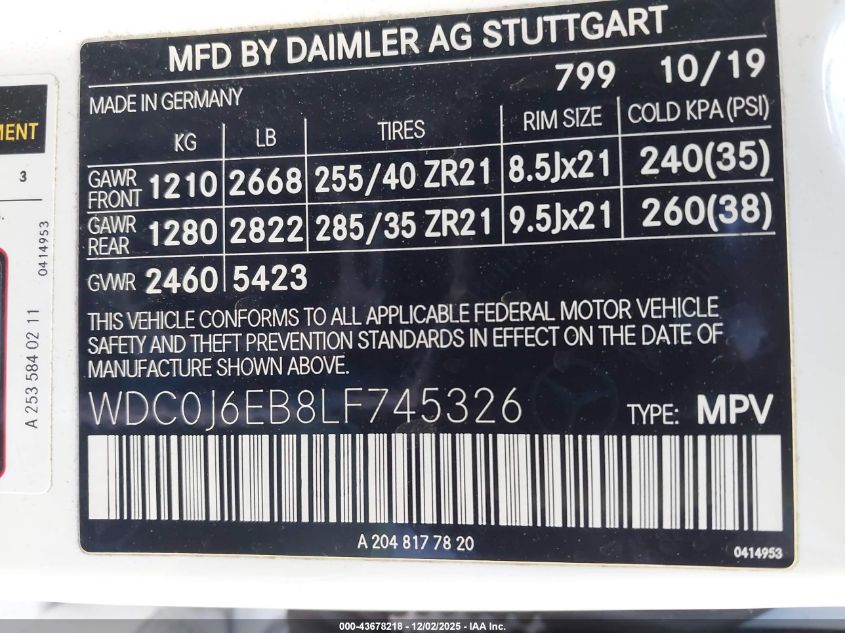 MFD BY DAIMLER AG STUTTGART
799 10/19
MADE IN GERMANY
KG LB TIRES RIM SIZE COLD KPA (PSI)
GAWR FRONT 1210 2668 255/40 ZR21 8.5Jx21 240(35)
GAWR REAR 1280 2822 285/35 ZR21 9.5Jx21 260(38)
GVWR 2460 5423
THIS VEHICLE CONFORMS TO ALL APPLICABLE FEDERAL MOTOR VEHICLE
SAFETY AND THEFT PREVENTION STANDARDS IN EFFECT ON THE DATE OF
MANUFACTURE SHOWN ABOVE.
WDC0J6EB8LF745326 TYPE: MPV
A 204 817 78 20
0414953
MENT
3
0414953
A 253 584 02 11
000-43678218 - 12/02/2025 - IAA Inc.